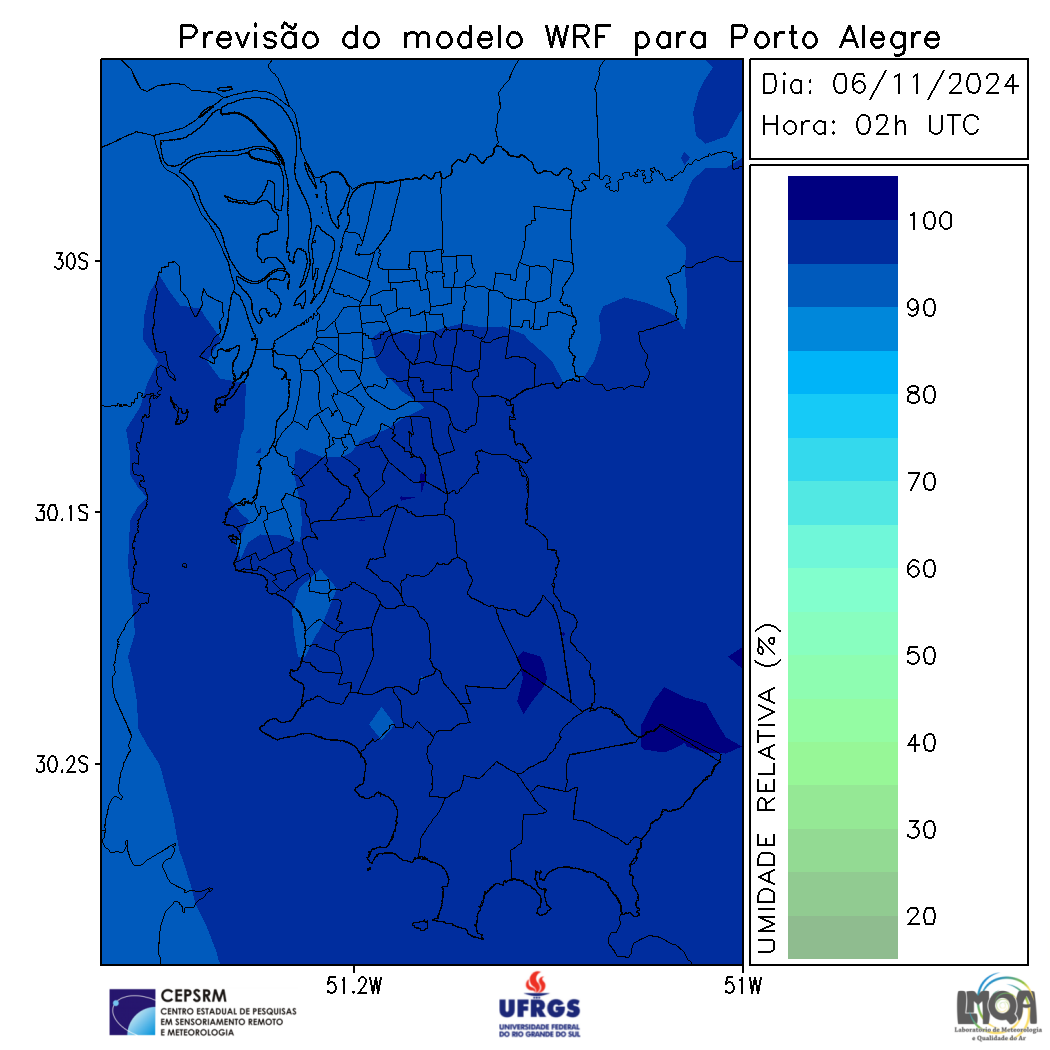 Previsão do modelo WRF para Porto Alegre
Dia: 06/11/2024
Hora: 02h UTC
30S
30.1S
30.2S
51.2W
51W
UMIDADE RELATIVA (%)
100
90
80
70
60
50
40
30
20
CEPSRM
CENTRO ESTADUAL DE PESQUISAS
EM SENSORIAMENTO REMOTO
E METEOROLOGIA
UFRGS
UNIVERSIDADE FEDERAL
DO RIO GRANDE DO SUL
LMQA
Laboratório de Meteorologia
e Qualidade do Ar